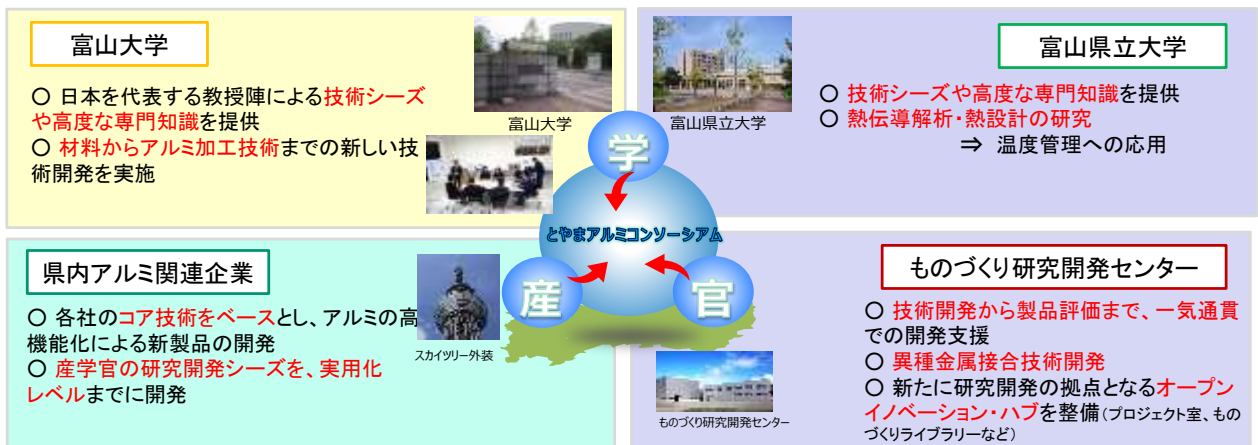 富山大学
〇 日本を代表する教授陣による技術シーズ
や高度な専門知識を提供
〇 材料からアルミ加工技術までの新しい技
術開発を実施
富山大学
富山県立大学
富山県立大学
〇 技術シーズや高度な専門知識を提供
〇 熱伝導解析・熱設計の研究
⇒ 温度管理への応用
学
とやまアルミコンソーシアム
産
官
県内アルミ関連企業
〇 各社のコア技術をベースとし、アルミの高
機能化による新製品の開発
〇 産学官の研究開発シーズを、実用化
レベルまでに開発
スカイツリー外装
ものづくり研究開発センター
ものづくり研究開発センター
〇 技術開発から製品評価まで、一気通貫
での開発支援
〇 異種金属接合技術開発
〇 新たに研究開発の拠点となるオープン
イノベーション・ハブを整備(プロジェクト室、もの
づくりライブラリーなど)